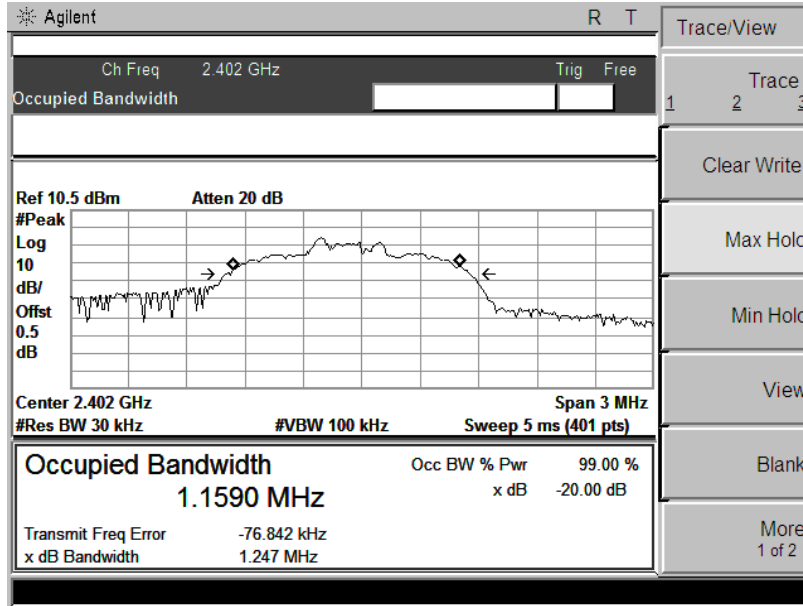 Agilent R T
Trace/View
Ch Freq 2.402 GHz Trig Free
Occupied Bandwidth
Trace
1 2 3
Clear Write
Max Hold
Ref 10.5 dBm Atten 20 dB
#Peak
Log
10
dB/
Offst
0.5
dB
Min Hold
View
Center 2.402 GHz Span 3 MHz
#Res BW 30 kHz #VBW 100 kHz Sweep 5 ms (401 pts)
Occupied Bandwidth
1.1590 MHz
Occ BW % Pwr 99.00 %
x dB -20.00 dB
Transmit Freq Error -76.842 kHz
x dB Bandwidth 1.247 MHz
Blank
More
1 of 2